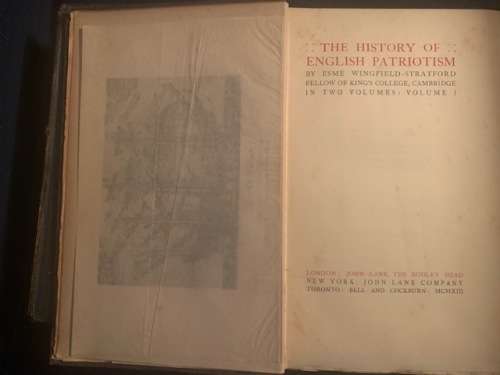 :: THE HISTORY OF ::
ENGLISH PATRIOTISM
BY ESME WINGFIELD-STRATFORD
FELLOW OF KING'S COLLEGE, CAMBRIDGE
IN TWO VOLUMES: VOLUME I
LONDON: JOHN LANE, THE BODLEY HEAD
NEW YORK: JOHN LANE COMPANY
TORONTO: BELL AND COCKBURN: MCMXIII